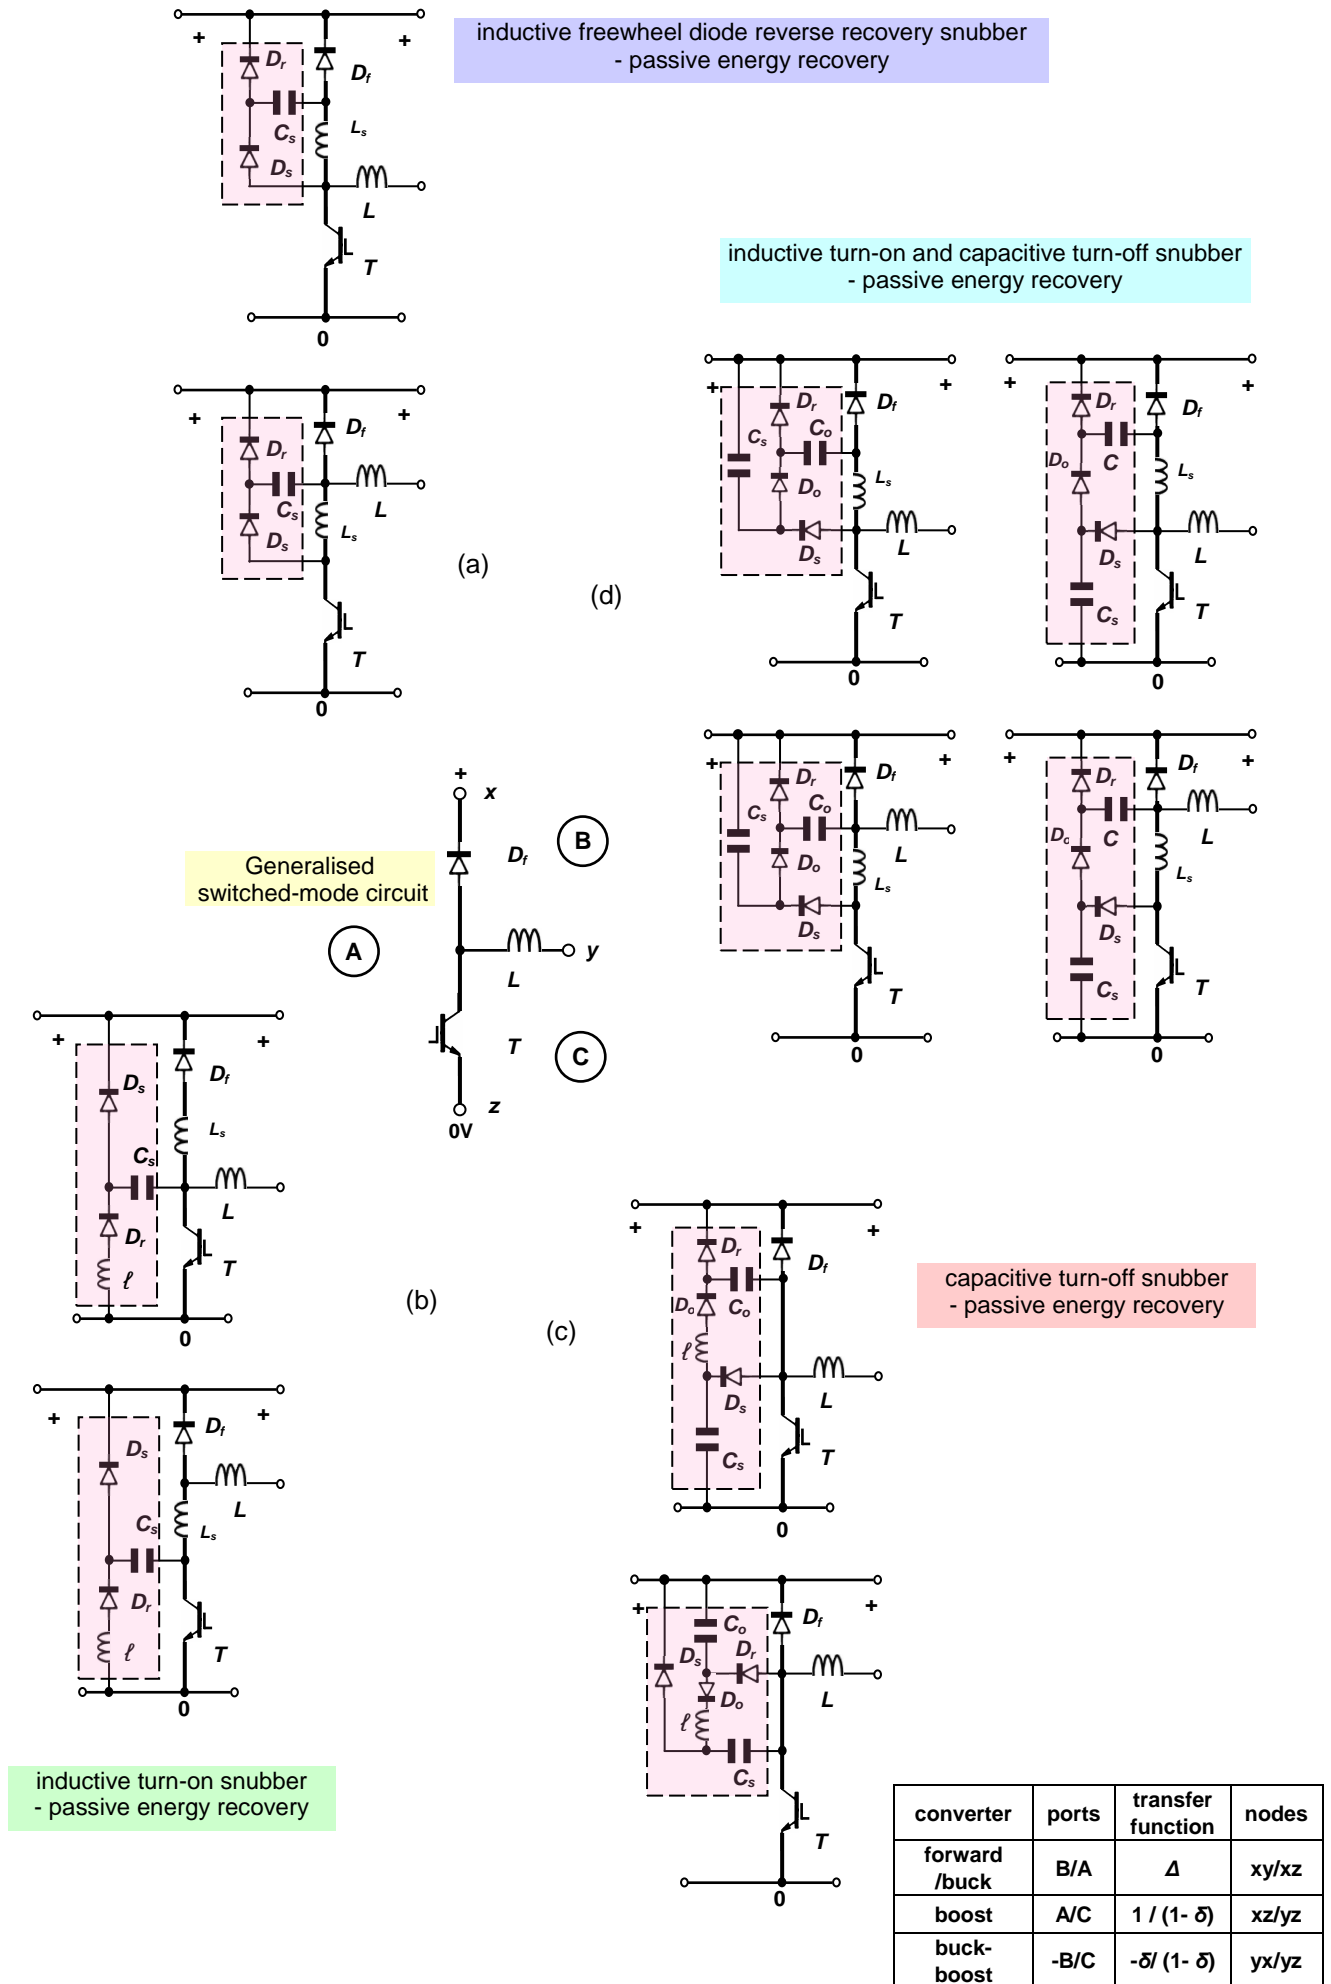 inductive freewheel diode reverse recovery snubber
- passive energy recovery
+ +
Dr
Df
Cs
Ls
Ds
L
T
0
+ +
Dr
Df
Cs
L
Ds
Ls
T
0
(a)
inductive turn-on and capacitive turn-off snubber
- passive energy recovery
(d)
+ +
Dr
Df
Cs
Co
Ls
Do
Ds
L
T
0
+ +
Dr
Df
Do
C
Ls
Ds
L
Cs
T
0
+ +
Dr
Df
Cs
Co
L
Do
Ls
Ds
T
0
+ +
Dr
Df
Do
C
L
Ls
Ds
Cs
T
0
Generalised
switched-mode circuit
+
x
Df
B
A
y
L
T
C
z
0V
+ +
Ds
Df
Ls
Cs
L
Dr
T
ℓ
0
(b)
+ +
Ds
Df
L
Cs
Ls
Dr
T
ℓ
0
inductive turn-on snubber
- passive energy recovery
(c)
+ +
Dr
Df
Do
Co
ℓ
Ds
L
Cs
T
0
capacitive turn-off snubber
- passive energy recovery
+ +
Co
Df
Ds
Dr
Do
L
ℓ
Cs
T
0
converter ports transfer function nodes
forward /buck B/A Δ xy/xz
boost A/C 1 / (1- δ) xz/yz
buck-boost -B/C -δ/ (1- δ) yx/yz